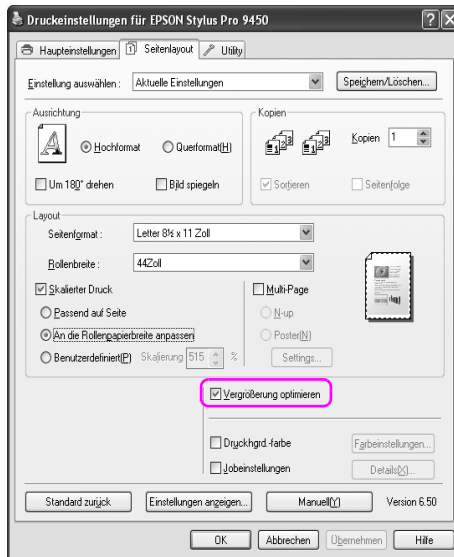 Druckeinstellungen für EPSON Stylus Pro 9450
Haupteinstellungen Seitenlayout Utility
Einstellung auswählen : Aktuelle Einstellungen Speichern/Löschen...
Ausrichtung
Hochformat Querformat(H)
Um 180° drehen Bild spiegeln
Kopien
Kopien 1
Sortieren Seitenfolge
Layout
Seitenformat : Letter 8½ x 11 Zoll
Rollenbreite : 44Zoll
Skalierter Druck
Passend auf Seite
An die Rollenpapierbreite anpassen
Benutzerdefiniert(P) Skalierung 515 %
Multi-Page
N-up
Poster(N)
Settings...
Vergrößerung optimieren
Druckhgrd.-farbe Farbeinstellungen...
Jobeinstellungen Details(X)...
Standard zurück Einstellungen anzeigen... Manuell(Y) Version 6.50
OK Abbrechen Übernehmen Hilfe